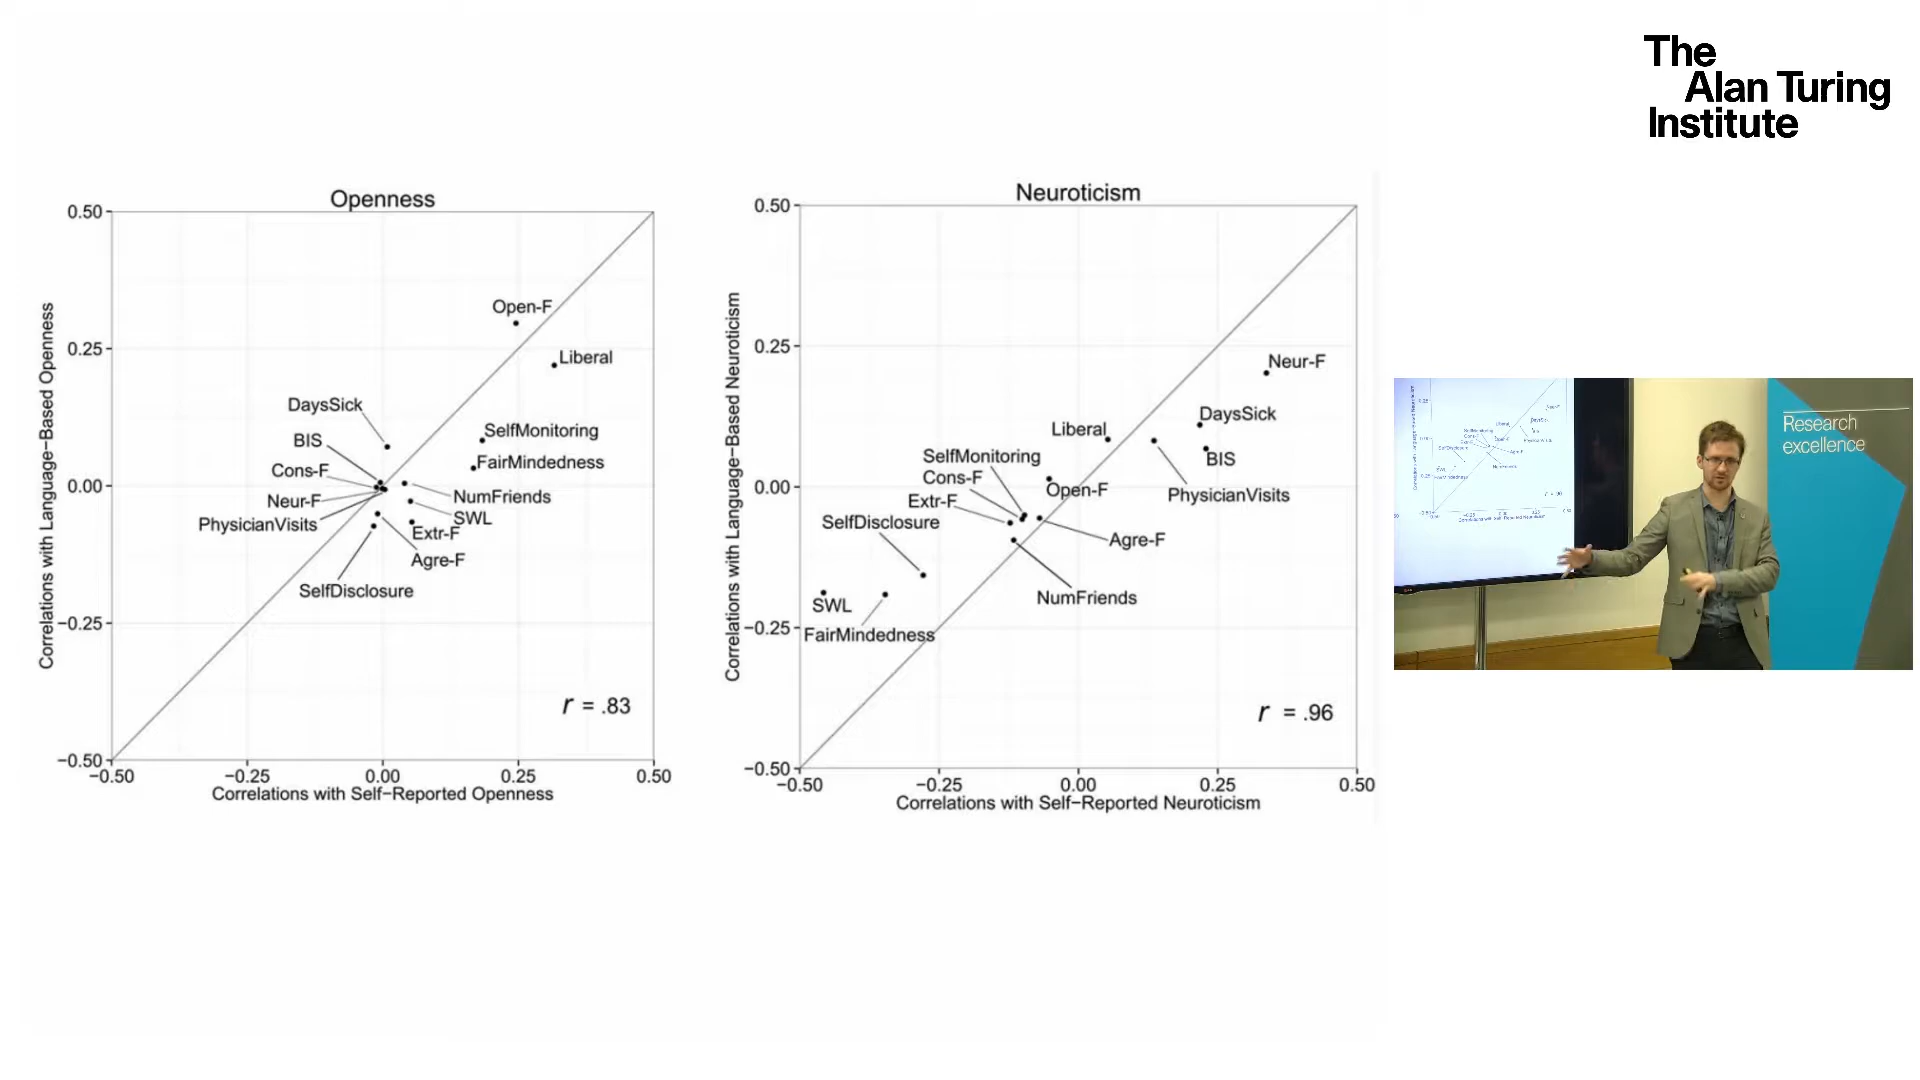 The
Alan Turing
Institute
Openness
0.50
0.25
0.00
−0.25
−0.50
−0.50
−0.25
0.00
0.25
0.50
Correlations with Language−Based Openness
Correlations with Self−Reported Openness
Open-F
Liberal
DaysSick
SelfMonitoring
BIS
FairMindedness
Cons-F
NumFriends
Neur-F
SWL
PhysicianVisits
Extr-F
Agre-F
SelfDisclosure
r = .83
Neuroticism
0.50
0.25
0.00
−0.25
−0.50
−0.50
−0.25
0.00
0.25
0.50
Correlations with Language−Based Neuroticism
Correlations with Self−Reported Neuroticism
Neur-F
DaysSick
Liberal
SelfMonitoring
BIS
Cons-F
Open-F
PhysicianVisits
Extr-F
SelfDisclosure
Agre-F
NumFriends
SWL
FairMindedness
r = .96
Research
excellence